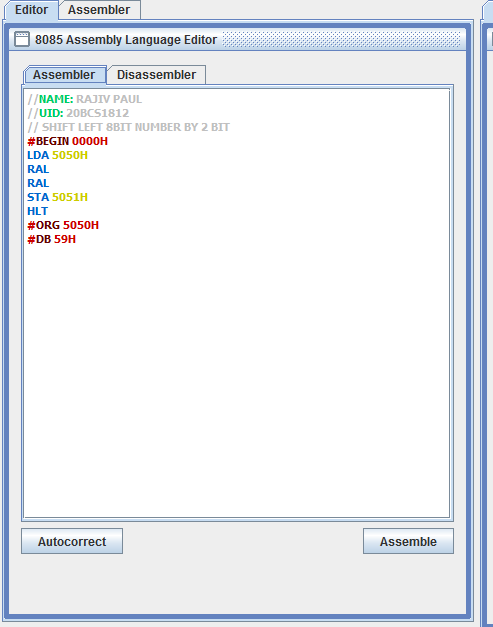 Editor Assembler
8085 Assembly Language Editor
Assembler Disassembler
//NAME: RAJIV PAUL
//UID: 20BCS1812
// SHIFT LEFT 8BIT NUMBER BY 2 BIT
#BEGIN 0000H
LDA 5050H
RAL
RAL
STA 5051H
HLT
#ORG 5050H
#DB 59H
Autocorrect Assemble